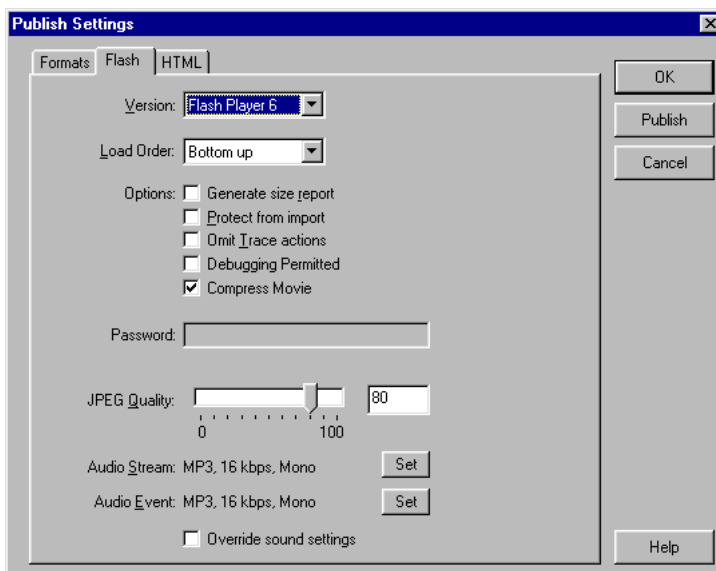 Publish Settings
Formats Flash HTML
OK
Publish
Cancel
Version: Flash Player 6
Load Order: Bottom up
Options: Generate size report
Protect from import
Omit Trace actions
Debugging Permitted
Compress Movie
Password:
JPEG Quality: 80
0 100
Audio Stream: MP3, 16 kbps, Mono Set
Audio Event: MP3, 16 kbps, Mono Set
Override sound settings
Help